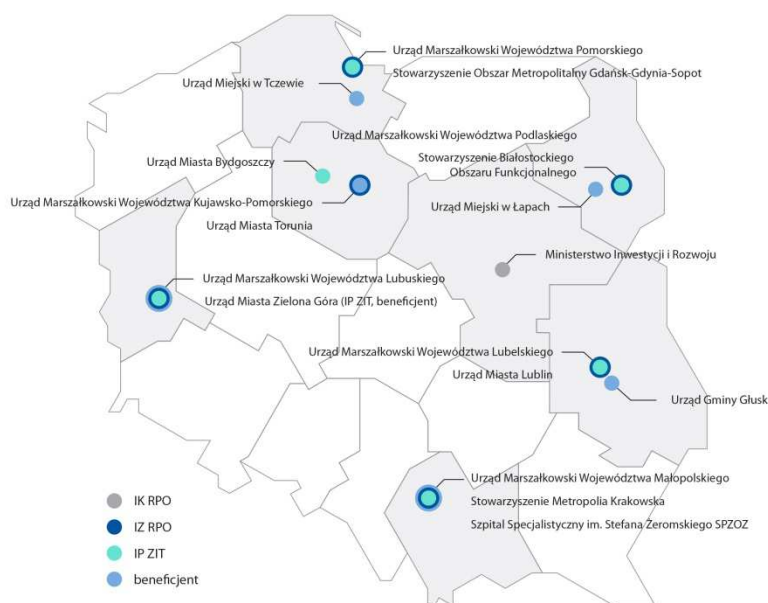 Urząd Marszałkowski Województwa Pomorskiego
Stowarzyszenie Obszar Metropolitalny Gdańsk-Gdynia-Sopot
Urząd Miejski w Tczewie
Urząd Marszałkowski Województwa Podlaskiego
Urząd Miasta Bydgoszczy
Stowarzyszenie Białostockiego
Obszaru Funkcjonalnego
Urząd Marszałkowski Województwa Kujawsko-Pomorskiego
Urząd Miejski w Łapach
Urząd Miasta Torunia
Ministerstwo Inwestycji i Rozwoju
Urząd Marszałkowski Województwa Lubuskiego
Urząd Miasta Zielona Góra (IP ZIT, beneficjent)
Urząd Marszałkowski Województwa Lubelskiego
Urząd Miasta Lublin
Urząd Gminy Głusk
Urząd Marszałkowski Województwa Małopolskiego
Stowarzyszenie Metropolia Krakowska
Szpital Specjalistyczny im. Stefana Żeromskiego SPZOZ
IK RPO
IZ RPO
IP ZIT
beneficjent